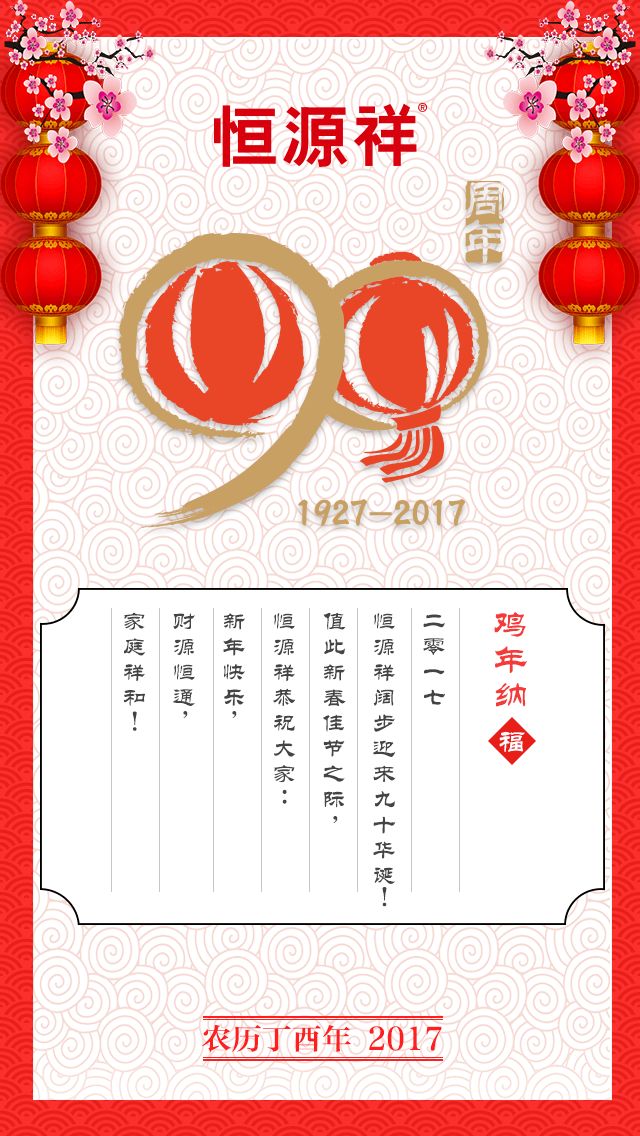 恒源祥®
周年
90
1927-2017
鸡年纳福
二零一七
恒源祥阔步迎来九十华诞！
值此新春佳节之际，
恒源祥恭祝大家：
新年快乐，
财源恒通，
家庭祥和！
农历丁酉年 2017